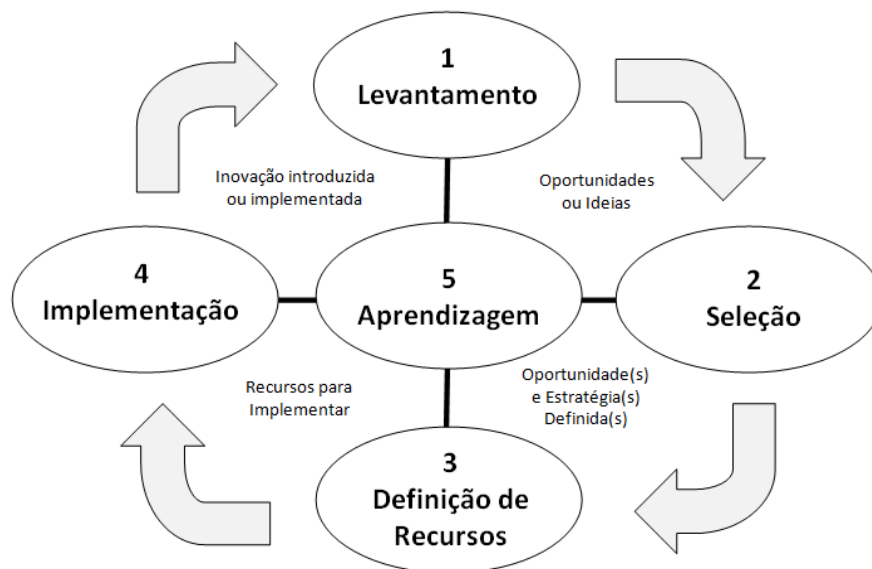 1
Levantamento
Inovação introduzida
ou implementada
Oportunidades
ou Ideias
4
Implementação
5
Aprendizagem
2
Seleção
Recursos para
Implementar
Oportunidade(s)
e Estratégia(s)
Definida(s)
3
Definição de
Recursos